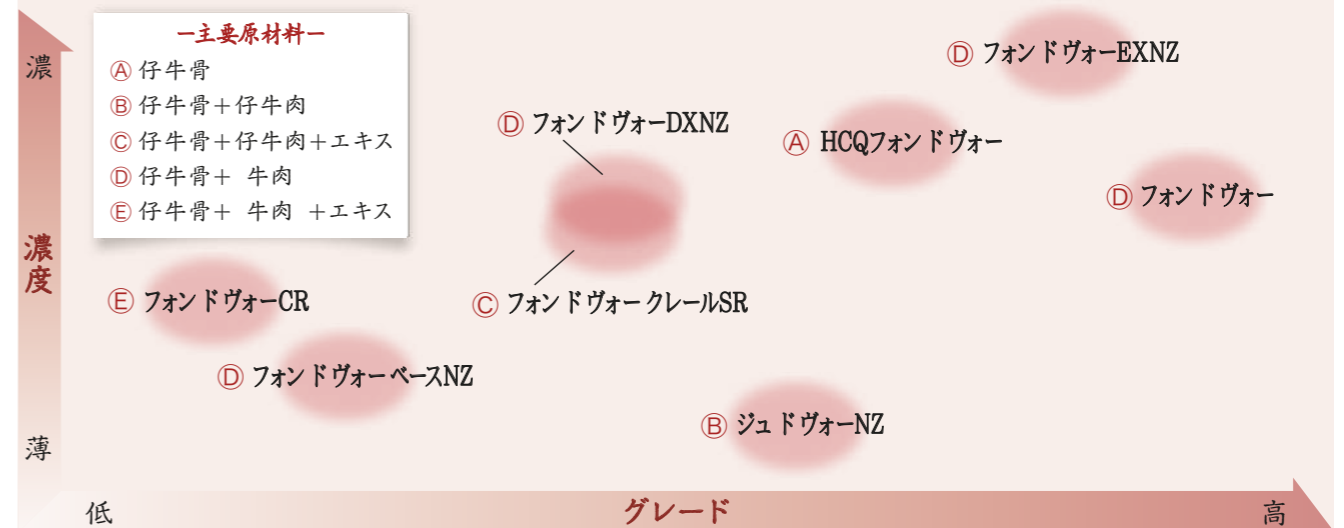 濃
濃度
薄
ー主要原材料ー
Ⓐ 仔牛骨
Ⓑ 仔牛骨＋仔牛肉
Ⓒ 仔牛骨＋仔牛肉＋エキス
Ⓓ 仔牛骨＋ 牛肉
Ⓔ 仔牛骨＋ 牛肉 ＋エキス
Ⓓ フォンドヴォーEXNZ
Ⓓ フォンドヴォーDXNZ
Ⓐ HCQフォンドヴォー
Ⓓ フォンドヴォー
Ⓔ フォンドヴォーCR
Ⓒ フォンドヴォークレールSR
Ⓓ フォンドヴォーベースNZ
Ⓑ ジュドヴォーNZ
低
グレード
高